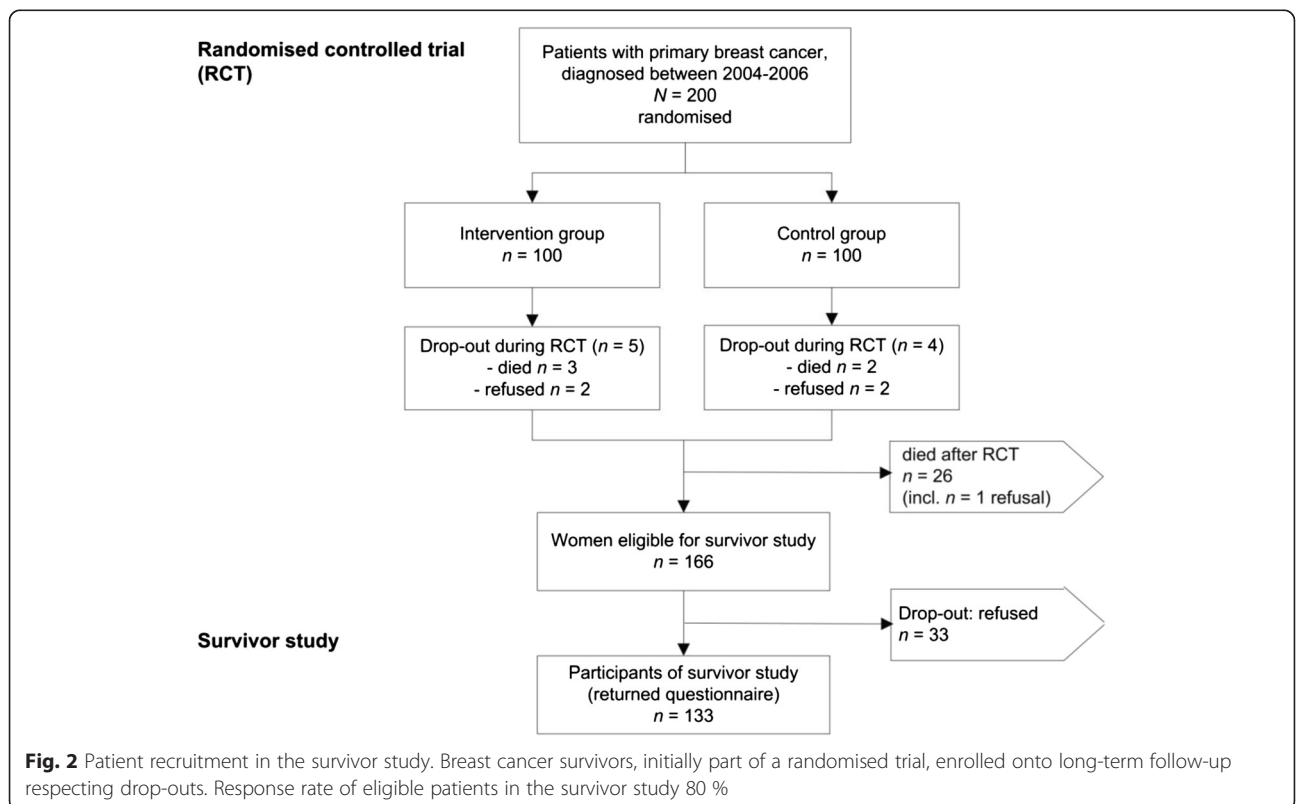 Randomised controlled trial
(RCT)
Patients with primary breast cancer,
diagnosed between 2004-2006
N = 200
randomised
Intervention group
n = 100
Control group
n = 100
Drop-out during RCT (n = 5)
- died n = 3
- refused n = 2
Drop-out during RCT (n = 4)
- died n = 2
- refused n = 2
died after RCT
n = 26
(incl. n = 1 refusal)
Women eligible for survivor study
n = 166
Drop-out: refused
n = 33
Survivor study
Participants of survivor study
(returned questionnaire)
n = 133
Fig. 2 Patient recruitment in the survivor study. Breast cancer survivors, initially part of a randomised trial, enrolled onto long-term follow-up
respecting drop-outs. Response rate of eligible patients in the survivor study 80 %